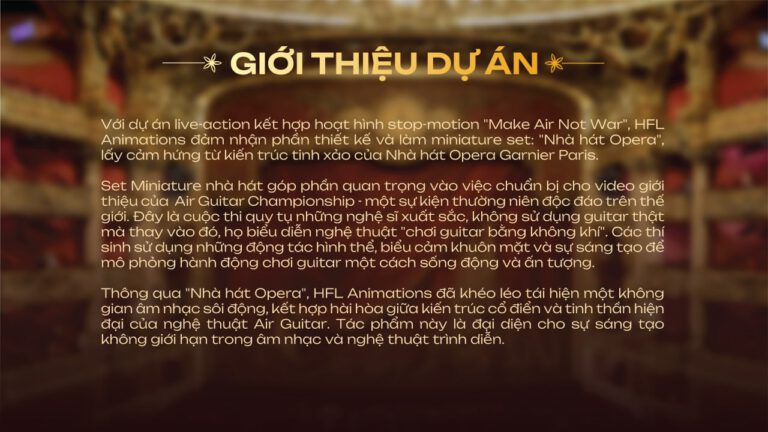 GIỚI THIỆU DỰ ÁN
Với dự án live-action kết hợp hoạt hình stop-motion "Make Air Not War", HFL
Animations đảm nhận phần thiết kế và làm miniature set: "Nhà hát Opera",
lấy cảm hứng từ kiến trúc tinh xảo của Nhà hát Opera Garnier Paris.
Set Miniature nhà hát góp phần quan trọng vào việc chuẩn bị cho video giới
thiệu của Air Guitar Championship - một sự kiện thường niên độc đáo trên thế
giới. Đây là cuộc thi quy tụ những nghệ sĩ xuất sắc, không sử dụng guitar thật
mà thay vào đó, họ biểu diễn nghệ thuật "chơi guitar bằng không khí". Các thí
sinh sử dụng những động tác hình thể, biểu cảm khuôn mặt và sự sáng tạo để
mô phỏng hành động chơi guitar một cách sống động và ấn tượng.
Thông qua "Nhà hát Opera", HFL Animations đã khéo léo tái hiện một không
gian âm nhạc sôi động, kết hợp hài hòa giữa kiến trúc cổ điển và tinh thần hiện
đại của nghệ thuật Air Guitar. Tác phẩm này là đại diện cho sự sáng tạo
không giới hạn trong âm nhạc và nghệ thuật trình diễn.